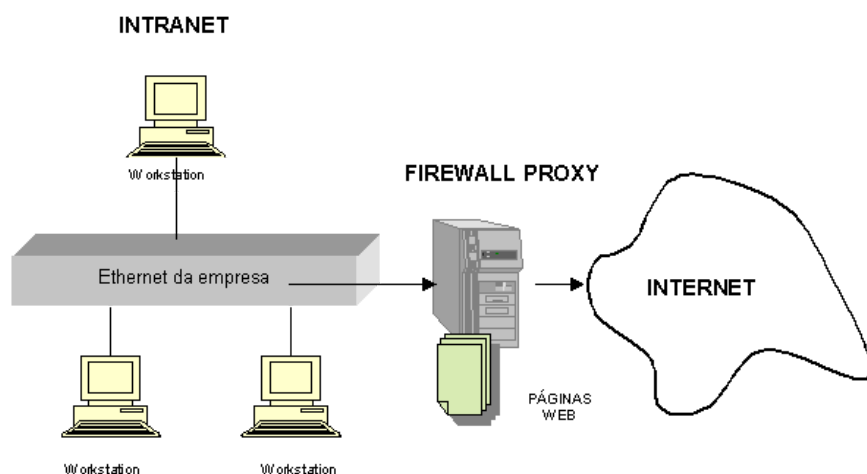 INTRANET
Workstation
FIREWALL PROXY
Ethernet da empresa
INTERNET
PÁGINAS
WEB
Workstation
Workstation